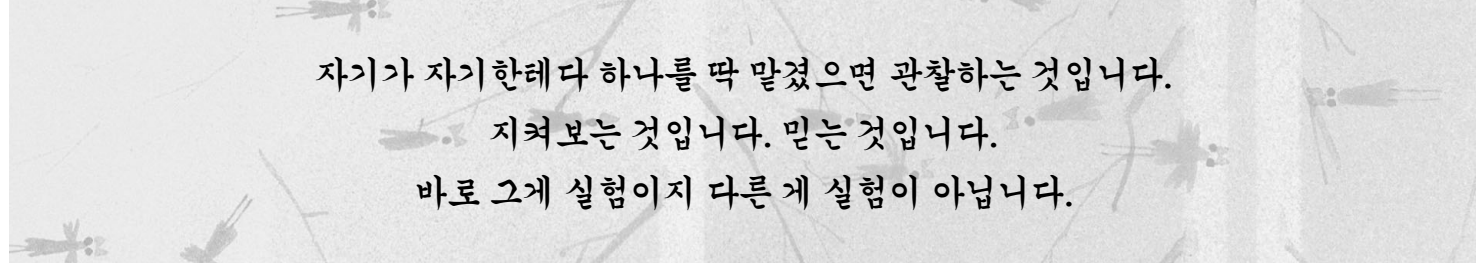 자기가 자기한테다 하나를 딱 맡겼으면 관찰하는 것입니다.
지켜보는 것입니다. 믿는 것입니다.
바로 그게 실험이지 다른 게 실험이 아닙니다.